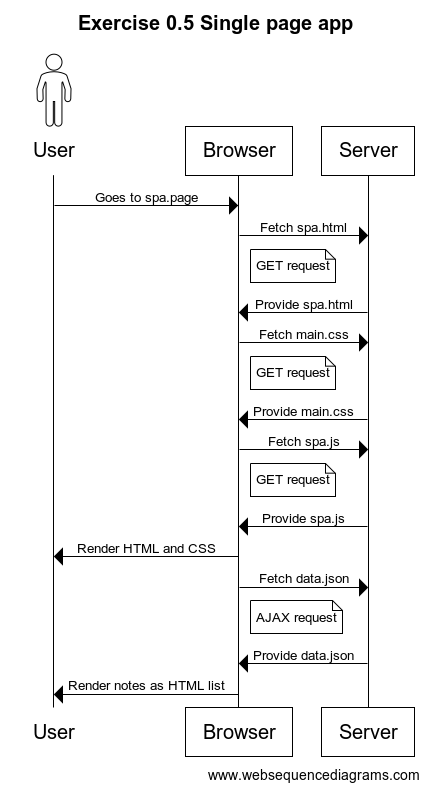 Exercise 0.5 Single page app
User
Browser
Server
Goes to spa.page
Fetch spa.html
GET request
Provide spa.html
Fetch main.css
GET request
Provide main.css
Fetch spa.js
GET request
Provide spa.js
Render HTML and CSS
Fetch data.json
AJAX request
Provide data.json
Render notes as HTML list
User
Browser
Server
www.websequencediagrams.com